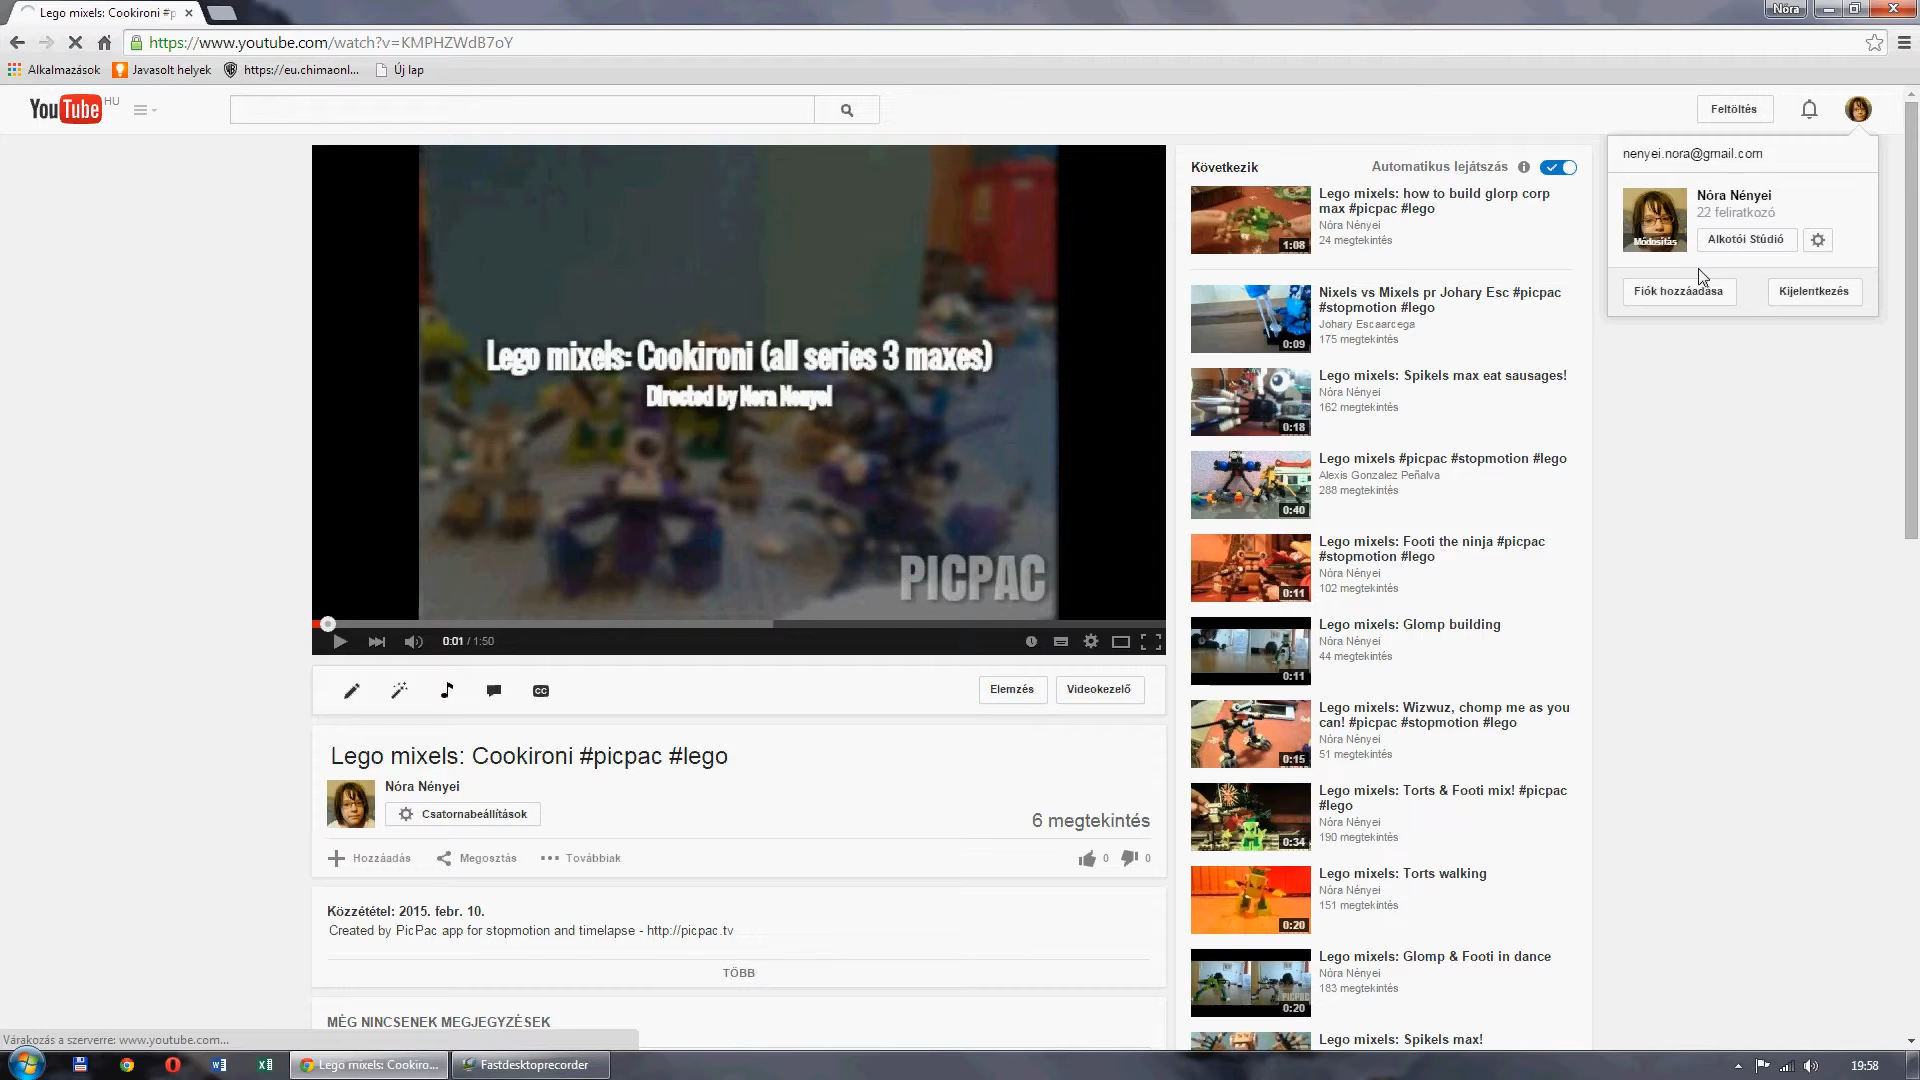 Lego mixels: Cookironi #p
Nóra
https://www.youtube.com/watch?v=KMPHZWdB7oY
Alkalmazások
Javasolt helyek
https://eu.chimaonl...
Új lap
YouTube HU
Feltöltés
nenyei.nora@gmail.com
Nóra Nényei
22 feliratkozó
Módosítás
Alkotói Stúdió
Fiók hozzáadása
Kijelentkezés
Lego mixels: Cookironi (all series 3 maxes)
Directed by Nora Nenyei
PICPAC
0:01 / 1:50
Elemzés
Videokezelő
Lego mixels: Cookironi #picpac #lego
Nóra Nényei
Csatornabeállítások
6 megtekintés
Hozzáadás
Megosztás
Továbbiak
0
0
Közzététel: 2015. febr. 10.
Created by PicPac app for stopmotion and timelapse - http://picpac.tv
TÖBB
MÉG NINCSENEK MEGJEGYZÉSEK
Következik
Automatikus lejátszás
1:08
Lego mixels: how to build glorp corp
max #picpac #lego
Nóra Nényei
24 megtekintés
0:09
Nixels vs Mixels pr Johary Esc #picpac
#stopmotion #lego
Johary Escaarcega
175 megtekintés
0:18
Lego mixels: Spikels max eat sausages!
Nóra Nényei
162 megtekintés
0:40
Lego mixels #picpac #stopmotion #lego
Alexis Gonzalez Peñalva
288 megtekintés
0:11
Lego mixels: Footi the ninja #picpac
#stopmotion #lego
Nóra Nényei
102 megtekintés
0:11
Lego mixels: Glomp building
Nóra Nényei
44 megtekintés
0:15
Lego mixels: Wizwuz, chomp me as you
can! #picpac #stopmotion #lego
Nóra Nényei
51 megtekintés
0:34
Lego mixels: Torts & Footi mix! #picpac
#lego
Nóra Nényei
190 megtekintés
0:20
Lego mixels: Torts walking
Nóra Nényei
151 megtekintés
PICPAC
0:20
Lego mixels: Glomp & Footi in dance
Nóra Nényei
183 megtekintés
Lego mixels: Spikels max!
Várakozás a szerverre: www.youtube.com...
Lego mixels: Cookiro...
Fastdesktoprecorder
19:58